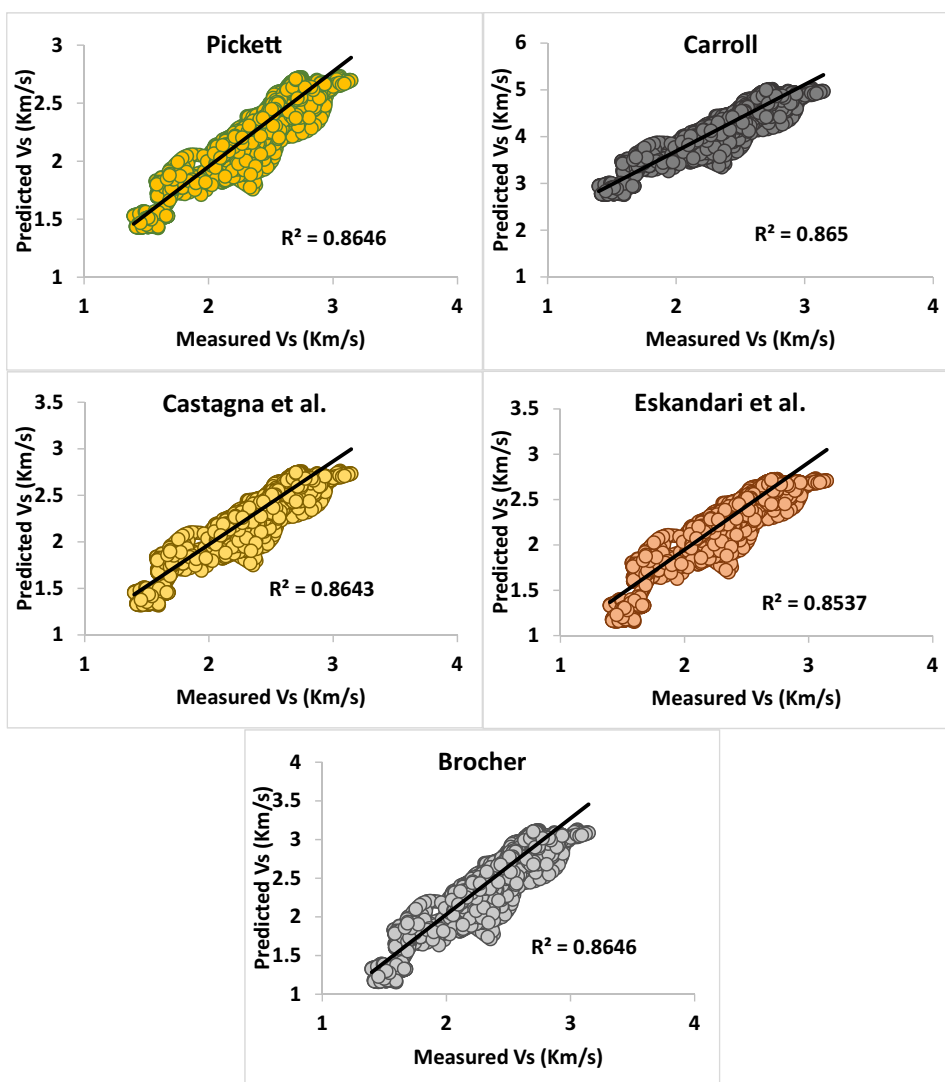 Pickett
Predicted Vs (Km/s)
3
2.5
2
1.5
1
R² = 0.8646
1 2 3 4
Measured Vs (Km/s)
Carroll
Predicted Vs (Km/s)
6
5
4
3
2
1
R² = 0.865
1 2 3 4
Measured Vs (Km/s)
Castagna et al.
Predicted Vs (Km/s)
3.5
3
2.5
2
1.5
1
R² = 0.8643
1 2 3 4
Measured Vs (Km/s)
Eskandari et al.
Predicted Vs (Km/s)
3.5
3
2.5
2
1.5
1
R² = 0.8537
1 2 3 4
Measured Vs (Km/s)
Brocher
Predicted Vs (Km/s)
4
3.5
3
2.5
2
1.5
1
R² = 0.8646
1 2 3 4
Measured Vs (Km/s)